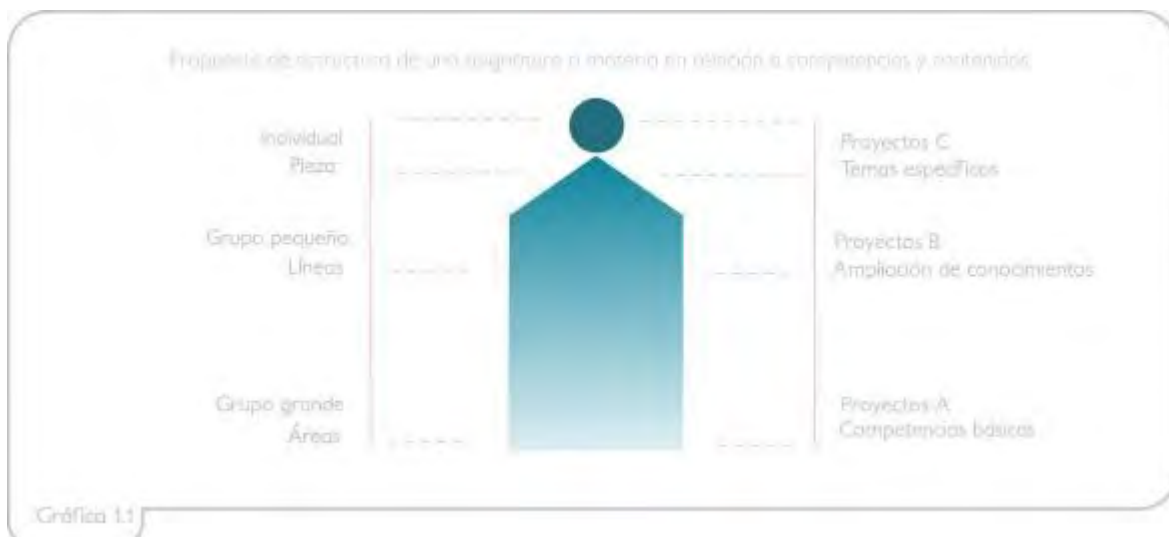 Propuesta de estructura de una asignatura o materia en relación a competencias y contenidos
Individual
Pieza
Grupo pequeño
Líneas
Grupo grande
Áreas
Proyectos C
Temas específicos
Proyectos B
Ampliación de conocimientos
Proyectos A
Competencias básicas
Gráfica 1.1